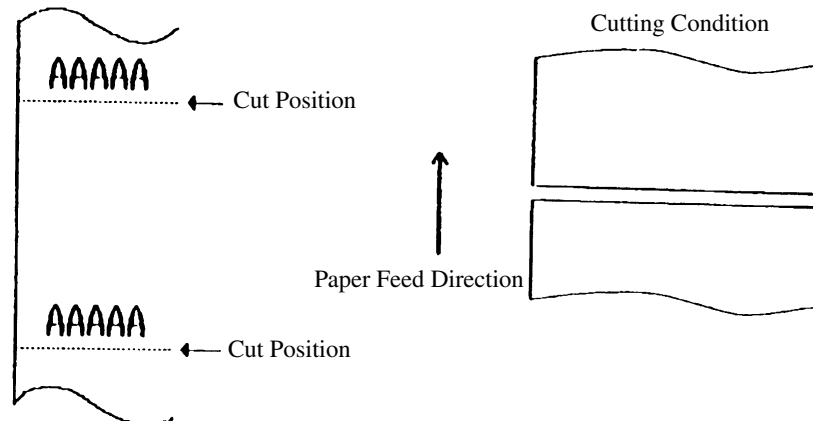 Cutting Condition
AAAAA
Cut Position
Paper Feed Direction
AAAAA
Cut Position